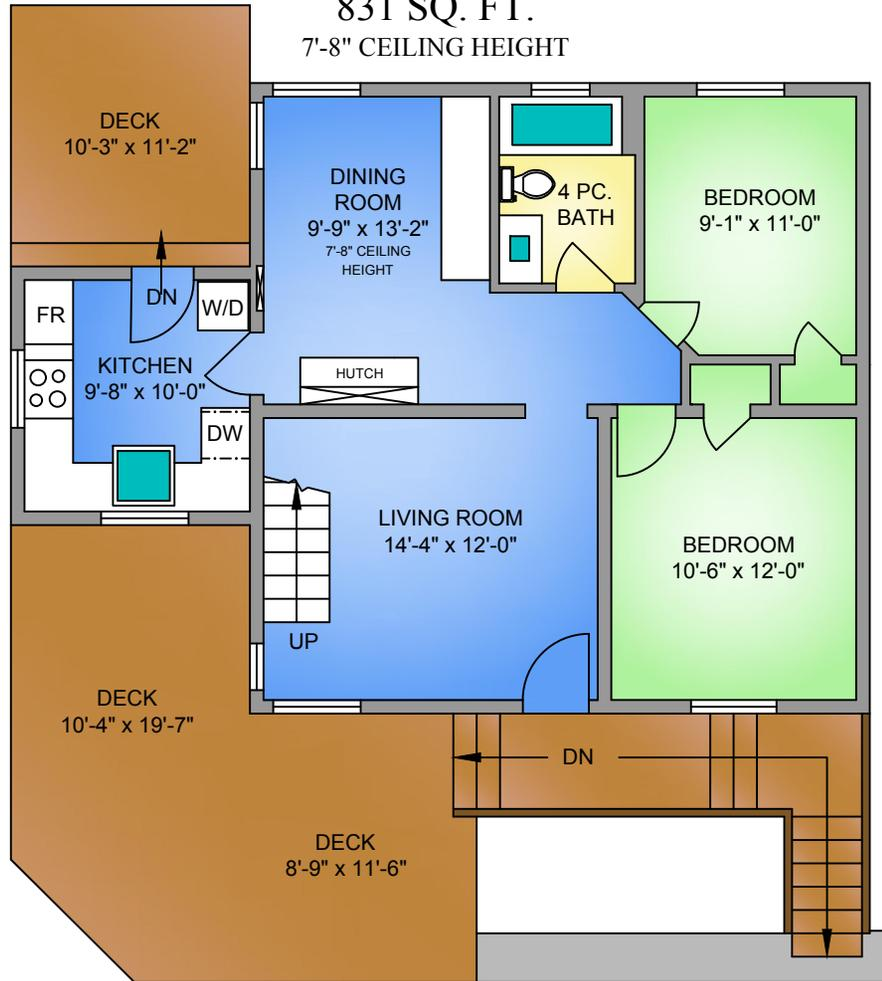 831 SQ. FT.
7'-8" CEILING HEIGHT
DECK
10'-3" x 11'-2"
DINING
ROOM
9'-9" x 13'-2"
7'-8" CEILING
HEIGHT
4 PC.
BATH
BEDROOM
9'-1" x 11'-0"
DN
W/D
FR
KITCHEN
9'-8" x 10'-0"
HUTCH
DW
LIVING ROOM
14'-4" x 12'-0"
BEDROOM
10'-6" x 12'-0"
UP
DECK
10'-4" x 19'-7"
DN
DECK
8'-9" x 11'-6"